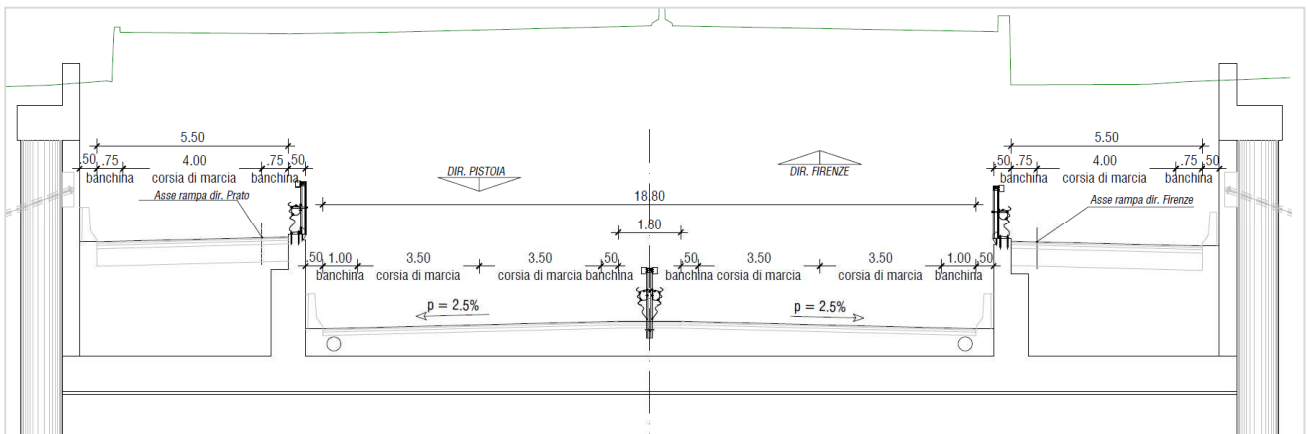 5.50
.50 .75 4.00 .75 .50
banchina corsia di marcia banchina
Asse rampa dir. Prato
DIR. PISTOIA
DIR. FIRENZE
5.50
.50 .75 4.00 .75 .50
banchina corsia di marcia banchina
Asse rampa dir. Firenze
18.80
1.80
.50 1.00 3.50 3.50 .50 .50 3.50 3.50 1.00 .50
banchina corsia di marcia corsia di marcia banchina banchina corsia di marcia corsia di marcia banchina
p = 2.5%
p = 2.5%